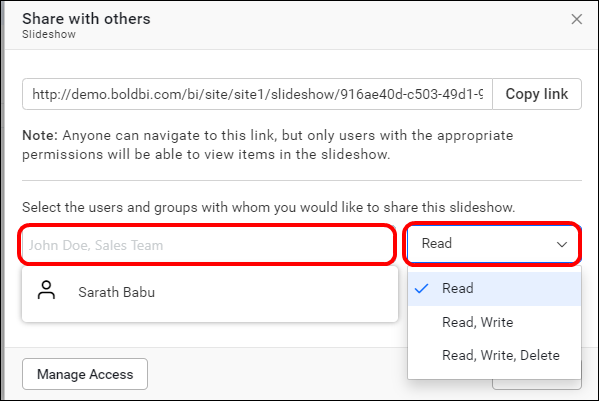 Share with others
Slideshow
http://demo.boldbi.com/bi/site/site1/slideshow/916ae40d-c503-49d1-9
Copy link
Note: Anyone can navigate to this link, but only users with the appropriate
permissions will be able to view items in the slideshow.
Select the users and groups with whom you would like to share this slideshow.
John Doe, Sales Team
Read
Sarath Babu
Read
Read, Write
Read, Write, Delete
Manage Access